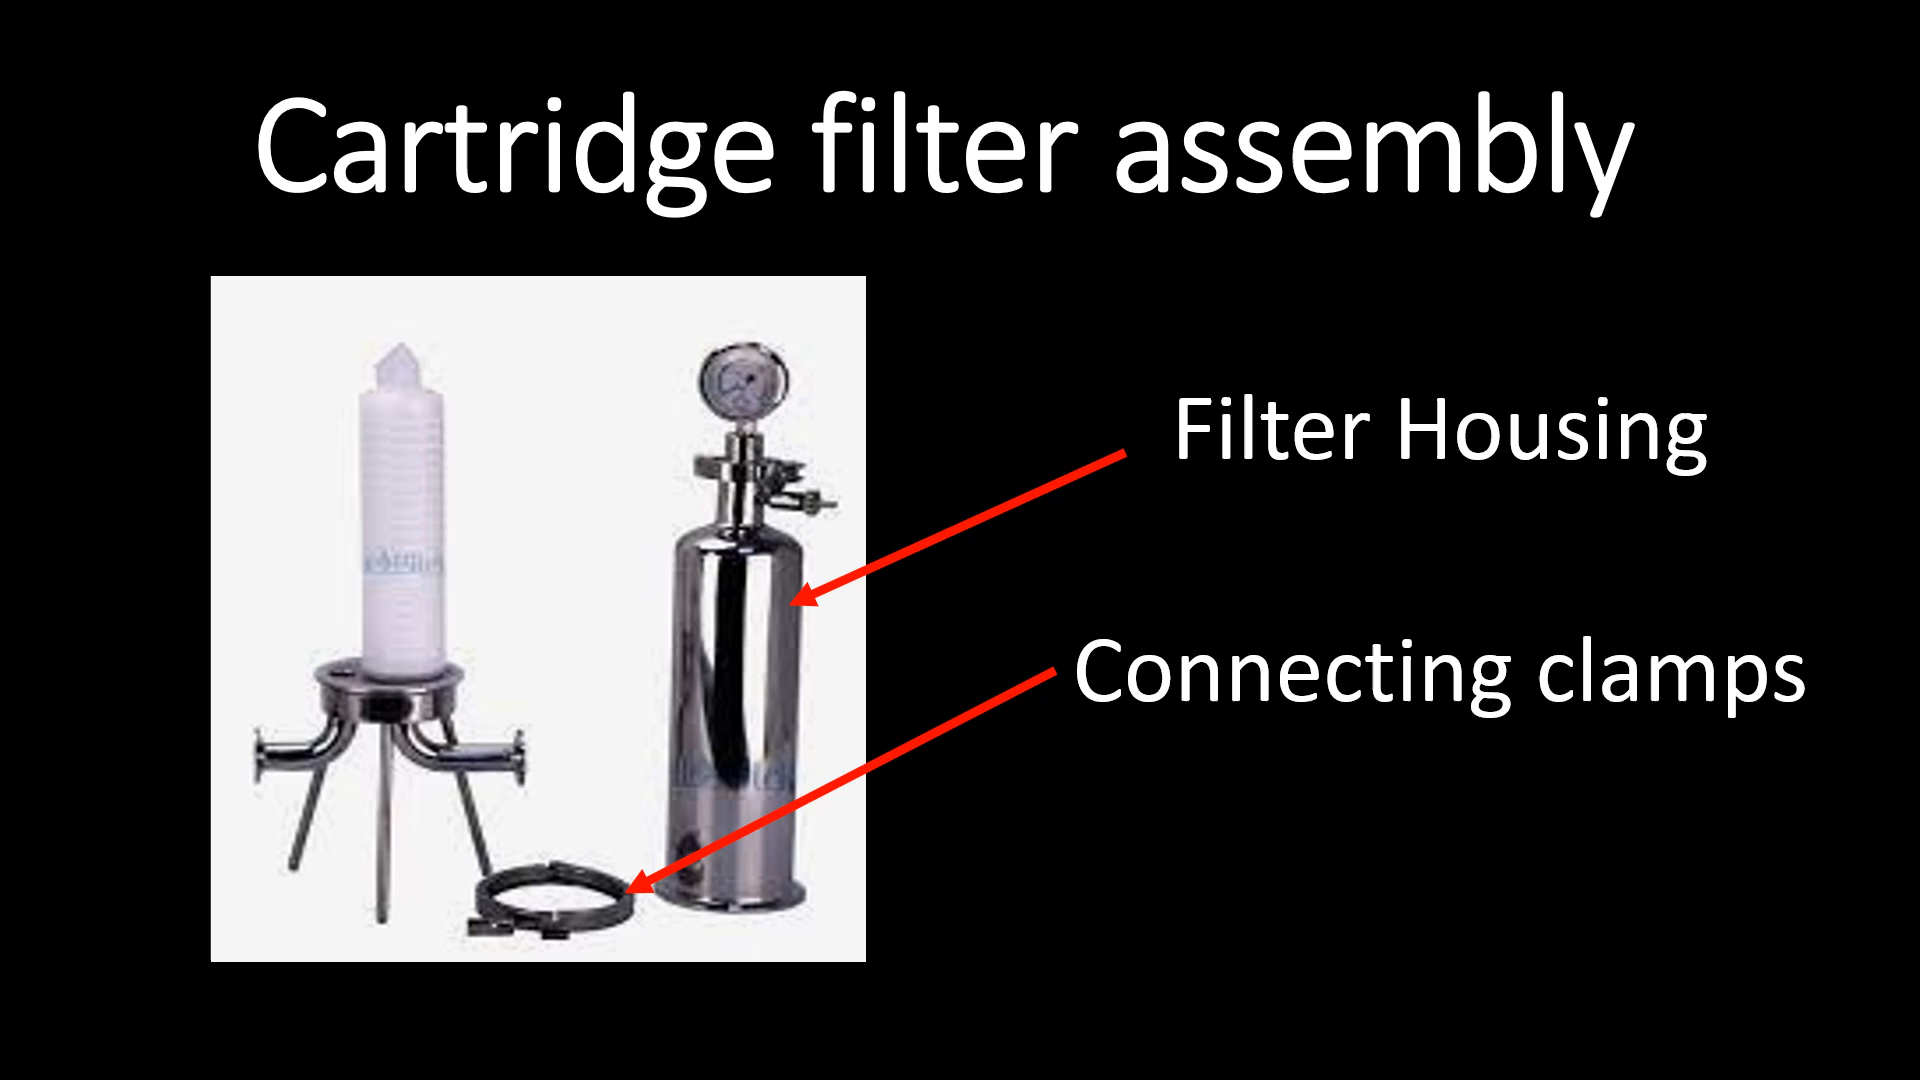 Cartridge filter assembly
Filter Housing
Connecting clamps